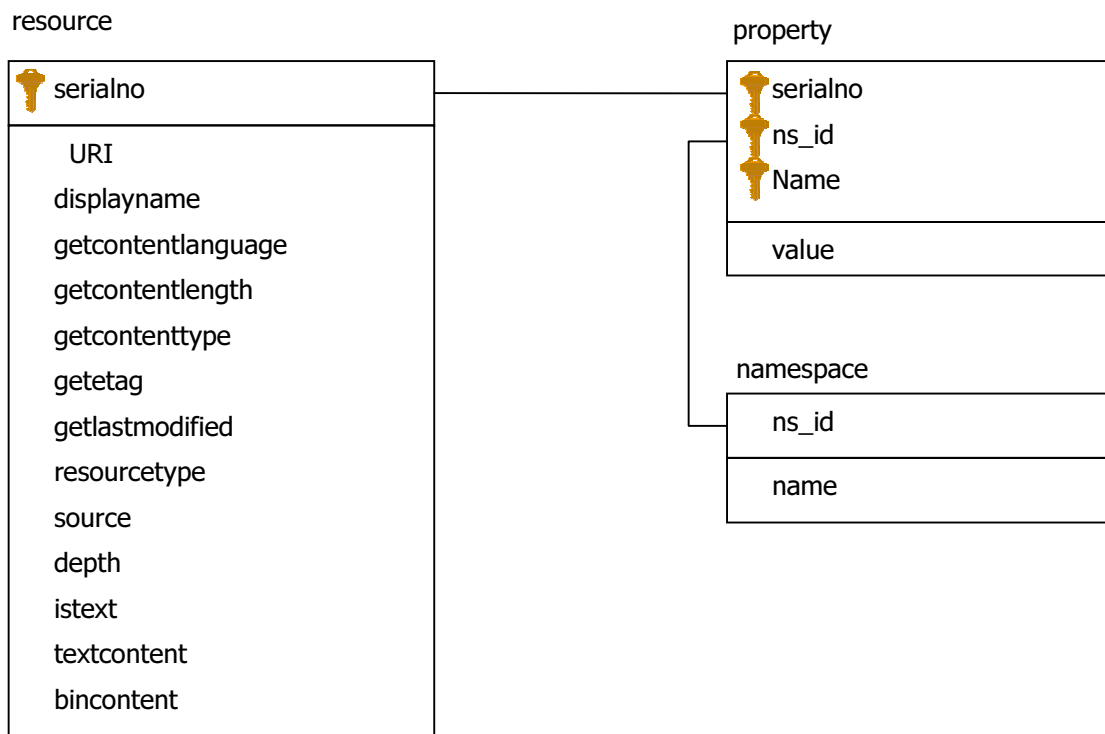 resource
serialno
URI
displayname
getcontentlanguage
getcontentlength
getcontenttype
getetag
getlastmodified
resourcetype
source
depth
istext
textcontent
bincontent
property
serialno
ns_id
Name
value
namespace
ns_id
name